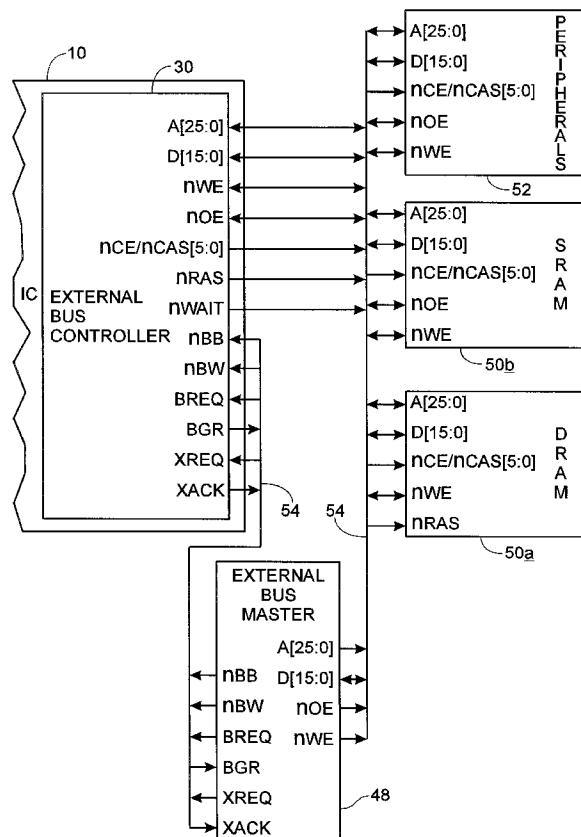 10
30
IC
EXTERNAL
BUS
CONTROLLER
A[25:0]
D[15:0]
nWE
nOE
nCE/nCAS[5:0]
nRAS
nWAIT
nBB
nBW
BREQ
BGR
XREQ
XACK
54
54
A[25:0]
D[15:0]
nCE/nCAS[5:0]
nOE
nWE
PERIPHERALS
52
A[25:0]
D[15:0]
nCE/nCAS[5:0]
nOE
nWE
SRAM
50b
A[25:0]
D[15:0]
nCE/nCAS[5:0]
nWE
nRAS
DRAM
50a
EXTERNAL
BUS
MASTER
A[25:0]
D[15:0]
nOE
nWE
nBB
nBW
BREQ
BGR
XREQ
XACK
48